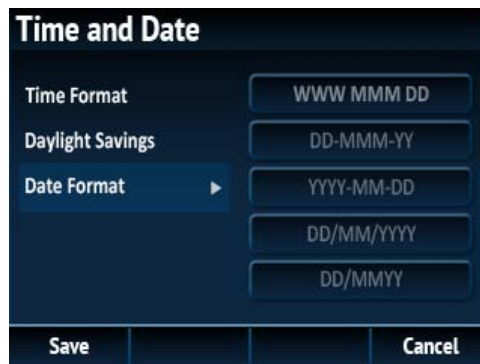 Time and Date
Time Format
Daylight Savings
Date Format
WWW MMM DD
DD-MMM-YY
YYYY-MM-DD
DD/MM/YYYY
DD/MMYY
Save
Cancel